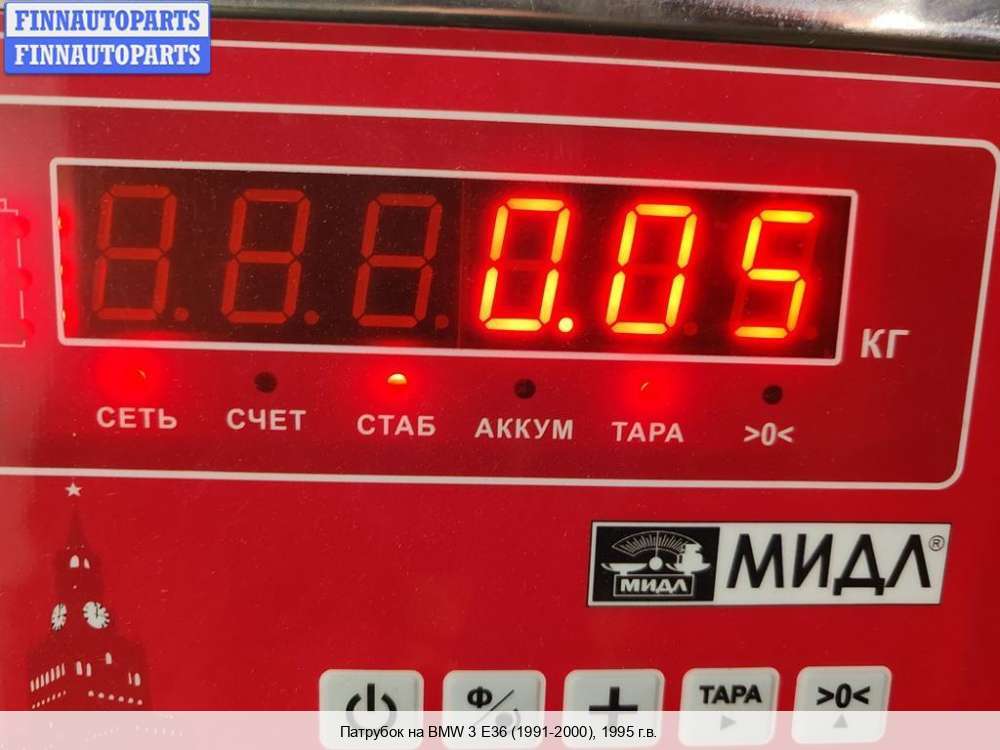 FINNAUTOPARTS
FINNAUTOPARTS
0.05
КГ
СЕТЬ СЧЕТ СТАБ АККУМ ТАРА >0<
МИДЛ МИДЛ®
Ф ТАРА >0<
Патрубок на BMW 3 E36 (1991-2000), 1995 г.в.